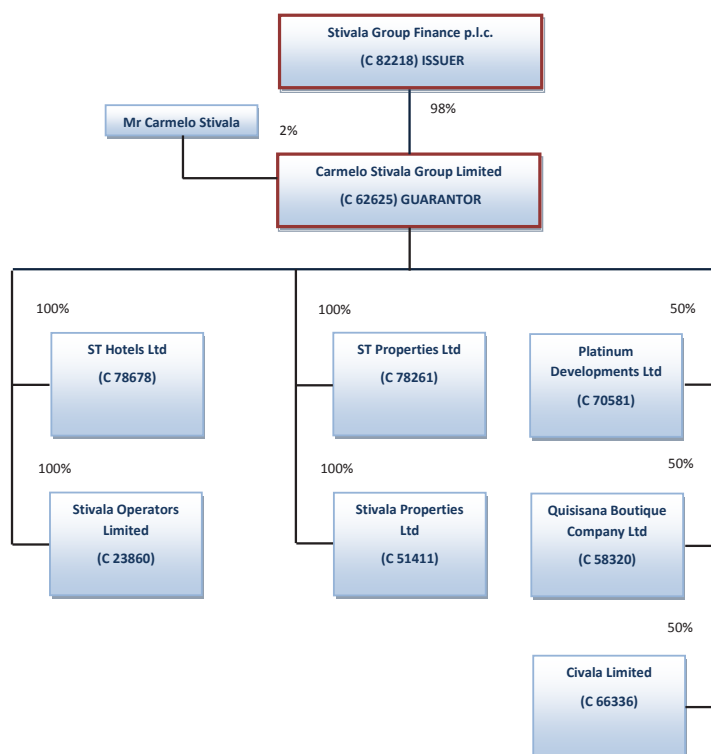 Stivala Group Finance p.l.c.
(C 82218) ISSUER
98%
Mr Carmelo Stivala
2%
Carmelo Stivala Group Limited
(C 62625) GUARANTOR
100%
100%
50%
ST Hotels Ltd
(C 78678)
ST Properties Ltd
(C 78261)
Platinum
Developments Ltd
(C 70581)
100%
100%
50%
Stivala Operators
Limited
(C 23860)
Stivala Properties
Ltd
(C 51411)
Quisisana Boutique
Company Ltd
(C 58320)
50%
Civala Limited
(C 66336)